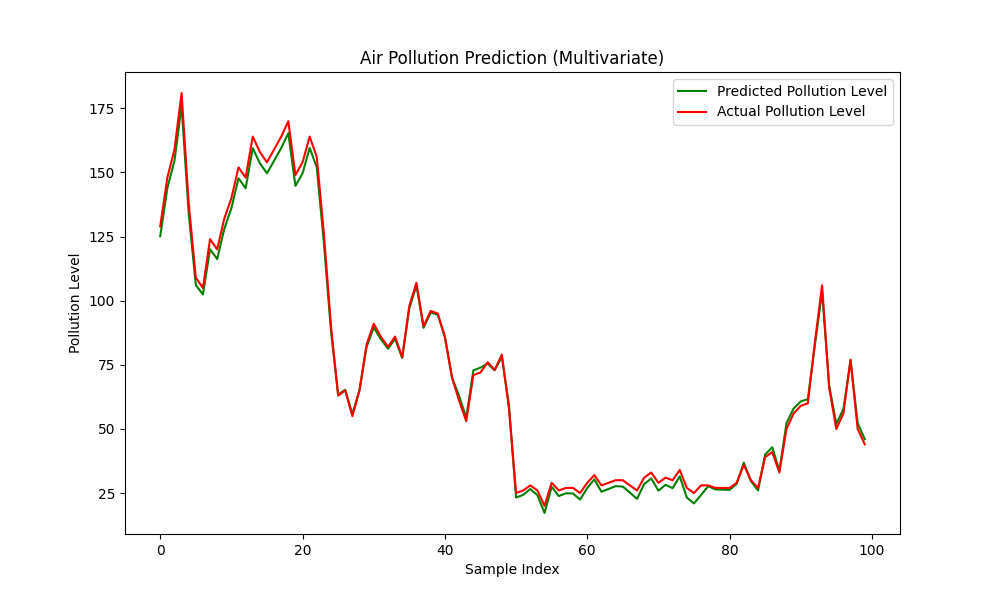 Air Pollution Prediction (Multivariate)
Predicted Pollution Level
Actual Pollution Level
175
150
125
100
75
50
25
Pollution Level
0 20 40 60 80 100
Sample Index